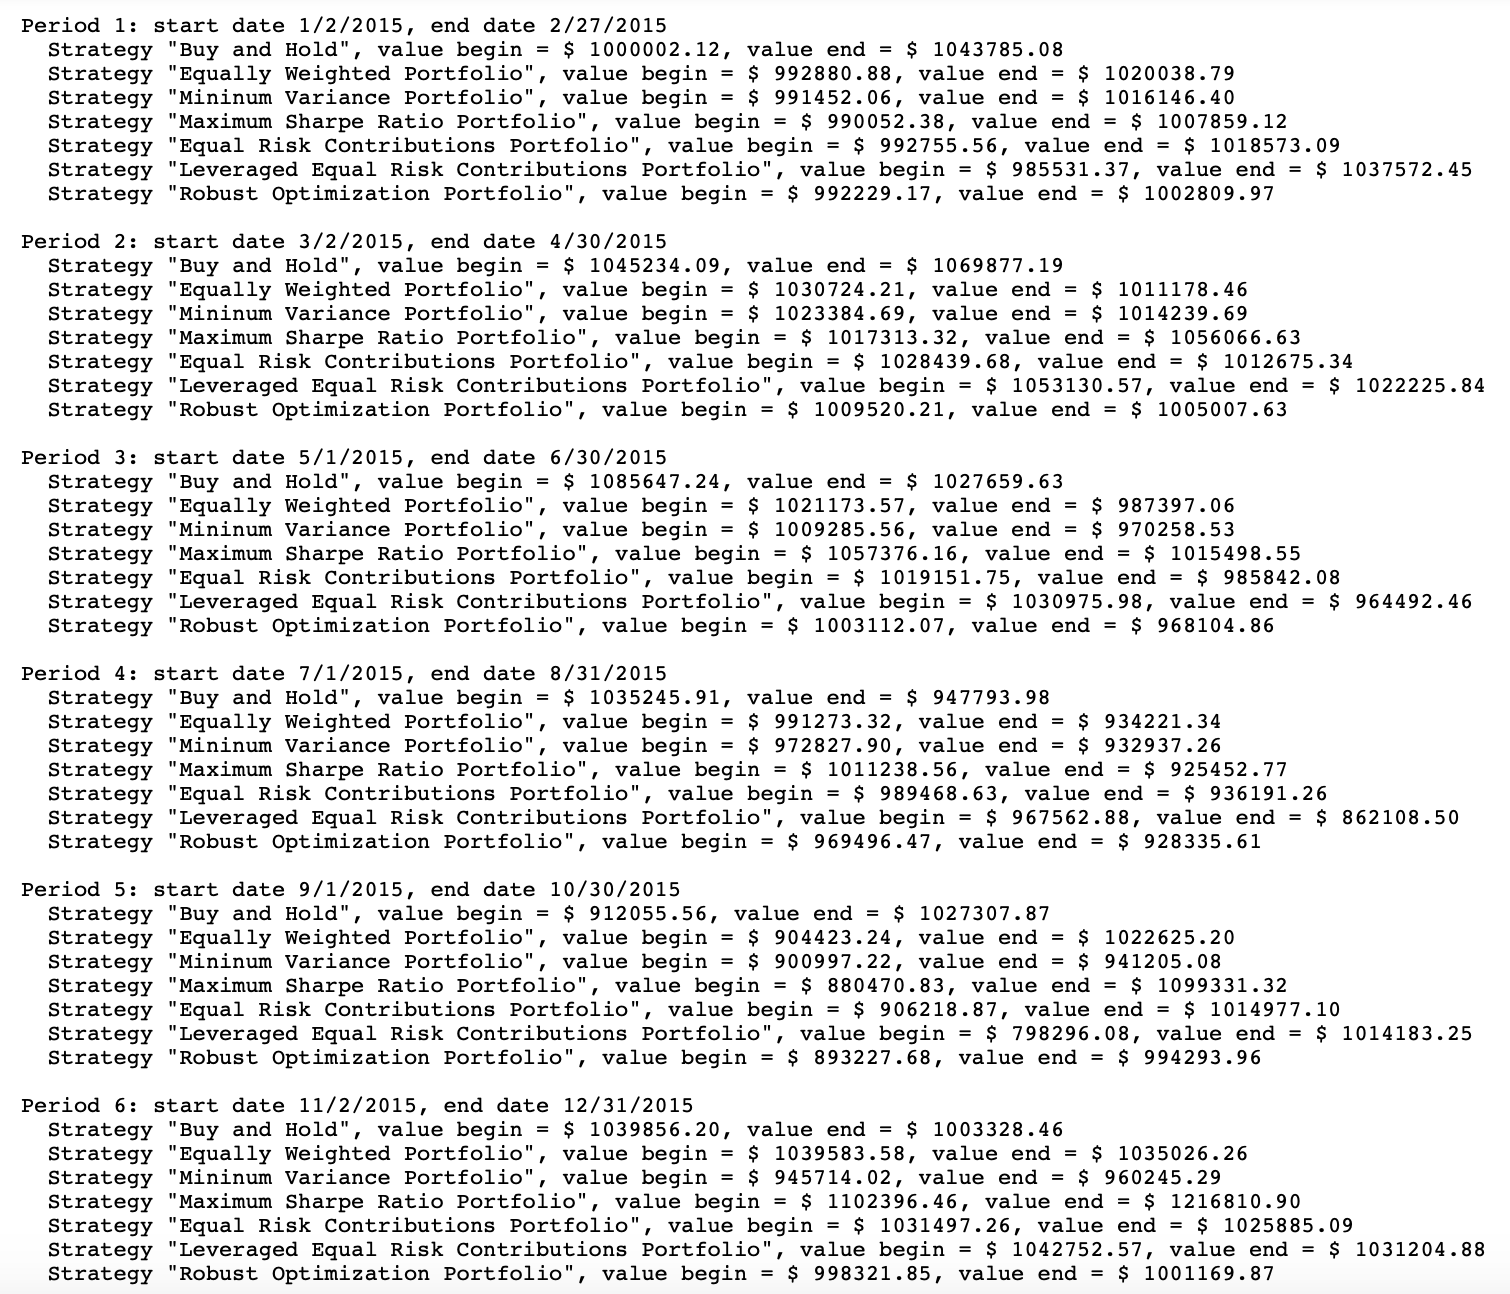 Period 1: start date 1/2/2015, end date 2/27/2015
Strategy "Buy and Hold", value begin = $ 1000002.12, value end = $ 1043785.08
Strategy "Equally Weighted Portfolio", value begin = $ 992880.88, value end = $ 1020038.79
Strategy "Mininum Variance Portfolio", value begin = $ 991452.06, value end = $ 1016146.40
Strategy "Maximum Sharpe Ratio Portfolio", value begin = $ 990052.38, value end = $ 1007859.12
Strategy "Equal Risk Contributions Portfolio", value begin = $ 992755.56, value end = $ 1018573.09
Strategy "Leveraged Equal Risk Contributions Portfolio", value begin = $ 985531.37, value end = $ 1037572.45
Strategy "Robust Optimization Portfolio", value begin = $ 992229.17, value end = $ 1002809.97

Period 2: start date 3/2/2015, end date 4/30/2015
Strategy "Buy and Hold", value begin = $ 1045234.09, value end = $ 1069877.19
Strategy "Equally Weighted Portfolio", value begin = $ 1030724.21, value end = $ 1011178.46
Strategy "Mininum Variance Portfolio", value begin = $ 1023384.69, value end = $ 1014239.69
Strategy "Maximum Sharpe Ratio Portfolio", value begin = $ 1017313.32, value end = $ 1056066.63
Strategy "Equal Risk Contributions Portfolio", value begin = $ 1028439.68, value end = $ 1012675.34
Strategy "Leveraged Equal Risk Contributions Portfolio", value begin = $ 1053130.57, value end = $ 1022225.84
Strategy "Robust Optimization Portfolio", value begin = $ 1009520.21, value end = $ 1005007.63

Period 3: start date 5/1/2015, end date 6/30/2015
Strategy "Buy and Hold", value begin = $ 1085647.24, value end = $ 1027659.63
Strategy "Equally Weighted Portfolio", value begin = $ 1021173.57, value end = $ 987397.06
Strategy "Mininum Variance Portfolio", value begin = $ 1009285.56, value end = $ 970258.53
Strategy "Maximum Sharpe Ratio Portfolio", value begin = $ 1057376.16, value end = $ 1015498.55
Strategy "Equal Risk Contributions Portfolio", value begin = $ 1019151.75, value end = $ 985842.08
Strategy "Leveraged Equal Risk Contributions Portfolio", value begin = $ 1030975.98, value end = $ 964492.46
Strategy "Robust Optimization Portfolio", value begin = $ 1003112.07, value end = $ 968104.86

Period 4: start date 7/1/2015, end date 8/31/2015
Strategy "Buy and Hold", value begin = $ 1035245.91, value end = $ 947793.98
Strategy "Equally Weighted Portfolio", value begin = $ 991273.32, value end = $ 934221.34
Strategy "Mininum Variance Portfolio", value begin = $ 972827.90, value end = $ 932937.26
Strategy "Maximum Sharpe Ratio Portfolio", value begin = $ 1011238.56, value end = $ 925452.77
Strategy "Equal Risk Contributions Portfolio", value begin = $ 989468.63, value end = $ 936191.26
Strategy "Leveraged Equal Risk Contributions Portfolio", value begin = $ 967562.88, value end = $ 862108.50
Strategy "Robust Optimization Portfolio", value begin = $ 969496.47, value end = $ 928335.61

Period 5: start date 9/1/2015, end date 10/30/2015
Strategy "Buy and Hold", value begin = $ 912055.56, value end = $ 1027307.87
Strategy "Equally Weighted Portfolio", value begin = $ 904423.24, value end = $ 1022625.20
Strategy "Mininum Variance Portfolio", value begin = $ 900997.22, value end = $ 941205.08
Strategy "Maximum Sharpe Ratio Portfolio", value begin = $ 880470.83, value end = $ 1099331.32
Strategy "Equal Risk Contributions Portfolio", value begin = $ 906218.87, value end = $ 1014977.10
Strategy "Leveraged Equal Risk Contributions Portfolio", value begin = $ 798296.08, value end = $ 1014183.25
Strategy "Robust Optimization Portfolio", value begin = $ 893227.68, value end = $ 994293.96

Period 6: start date 11/2/2015, end date 12/31/2015
Strategy "Buy and Hold", value begin = $ 1039856.20, value end = $ 1003328.46
Strategy "Equally Weighted Portfolio", value begin = $ 1039583.58, value end = $ 1035026.26
Strategy "Mininum Variance Portfolio", value begin = $ 945714.02, value end = $ 960245.29
Strategy "Maximum Sharpe Ratio Portfolio", value begin = $ 1102396.46, value end = $ 1216810.90
Strategy "Equal Risk Contributions Portfolio", value begin = $ 1031497.26, value end = $ 1025885.09
Strategy "Leveraged Equal Risk Contributions Portfolio", value begin = $ 1042752.57, value end = $ 1031204.88
Strategy "Robust Optimization Portfolio", value begin = $ 998321.85, value end = $ 1001169.87